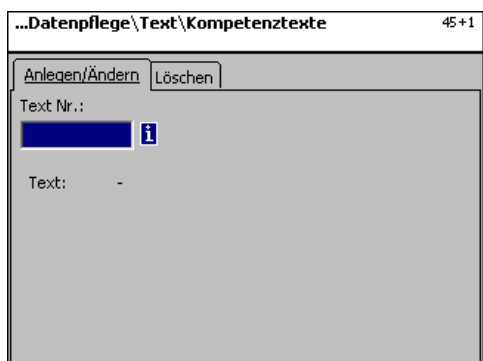 ...Datenpflege\Text\Kompetenztexte 45+1
Anlegen/Ändern Löschen
Text Nr.:
i
Text: -